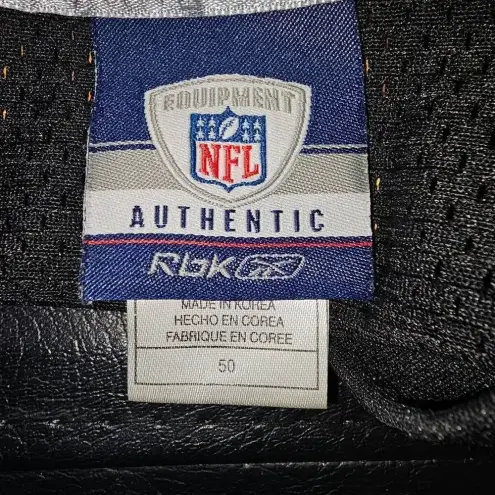 EQUIPMENT
NFL
AUTHENTIC
RBK
MADE IN KOREA
HECHO EN COREA
FABRIQUE EN COREE
50